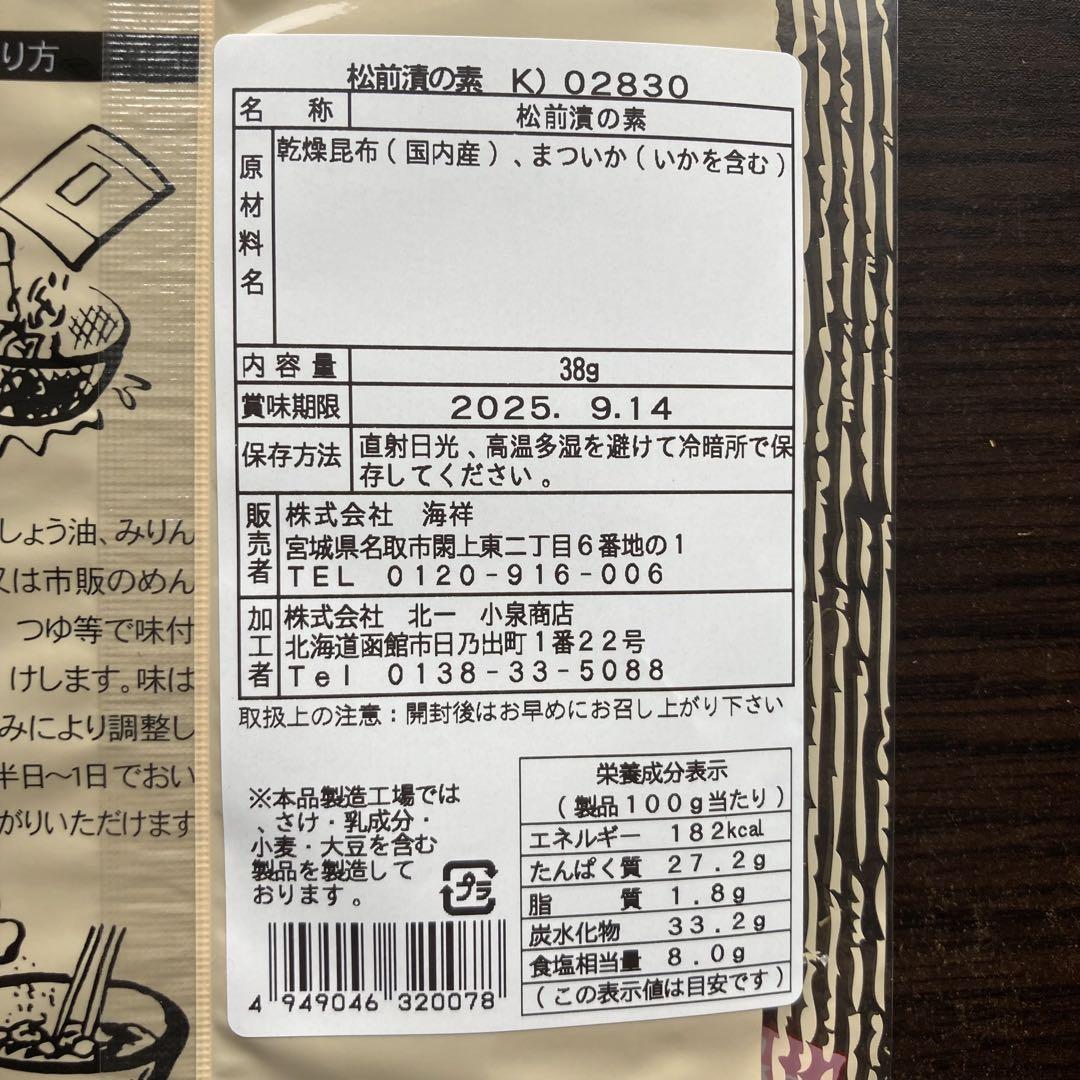 り方
しょう油、みりん
又は市販のめん
つゆ等で味付
けします。味は
みにより調整し
半日〜1日でおい
がりいただけます
松前漬の素 K) 02830
名称 松前漬の素
原材料名 乾燥昆布(国内産)、まついか(いかを含む)
内容量 38g
賞味期限 2025. 9.14
保存方法 直射日光、高温多湿を避けて冷暗所で保
存してください。
販売者 株式会社 海祥
宮城県名取市閖上東二丁目6番地の1
TEL 0120-916-006
加工者 株式会社 北一 小泉商店
北海道函館市日乃出町1番22号
Tel 0138-33-5088
取扱上の注意:開封後はお早めにお召し上がり下さい
※本品製造工場では
、さけ・乳成分・
小麦・大豆を含む
製品を製造して
おります。
プラ
4 949046 320078
栄養成分表示
(製品100g当たり)
エネルギー 182kcal
たんぱく質 27.2g
脂質 1.8g
炭水化物 33.2g
食塩相当量 8.0g
(この表示値は目安です)